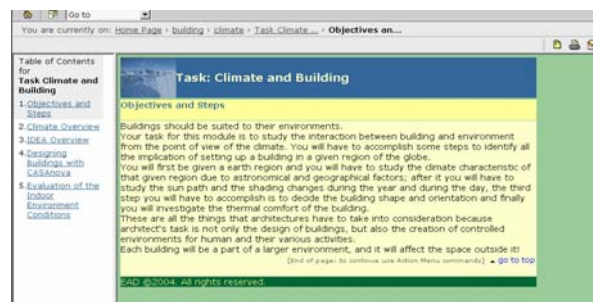 Go to
You are currently on: Home Page › building › climate › Task Climate ... › Objectives an...
Table of Contents
for
Task Climate and
Building
1.Objectives and
Steps
2.Climate Overview
3.IDEA Overview
4.Designing
Buildings with
CASAnova
5.Evaluation of the
Indoor
Environment
Conditions
Task: Climate and Building
Objectives and Steps
Buildings should be suited to their environments.
Your task for this module is to study the interaction between building and environment
from the point of view of the climate. You will have to accomplish some steps to identify all
the implication of setting up a building in a given region of the globe.
You will first be given a earth region and you will have to study the climate characteristic of
that given region due to astronomical and geographical factors; after it you will have to
study the sun path and the shading changes during the year and during the day, the third
step you will have to accomplish is to decide the building shape and orientation and finally
you will investigate the thermal comfort of the building.
These are all the things that architectures have to take into consideration because
architect's task is not only the design of buildings, but also the creation of controlled
environments for human and their various activities.
Each building will be a part of a larger environment, and it will affect the space outside it!
[End of page: to continue use Action Menu commands] go to top
EAD @2004. All rights reserved.